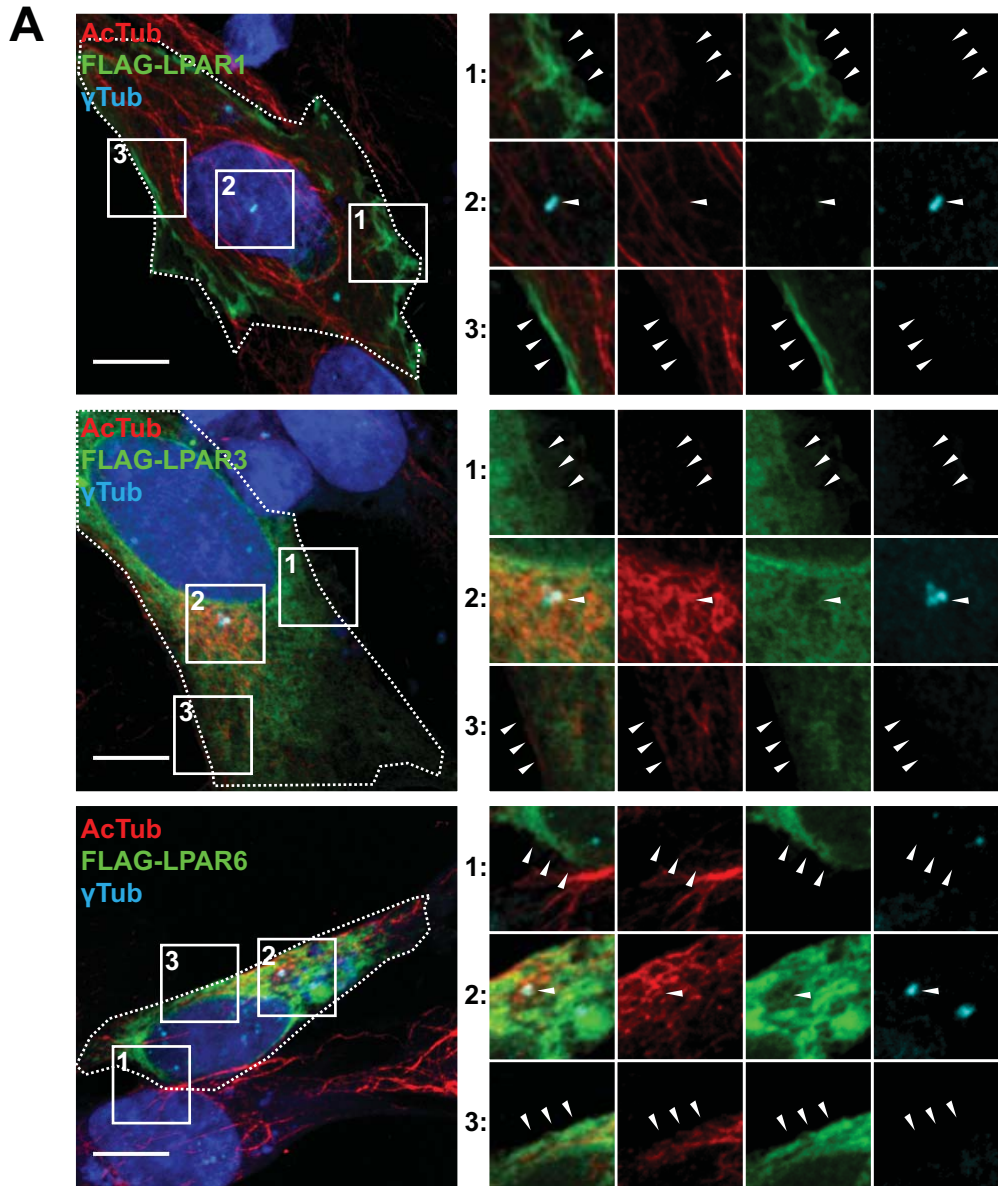 A
AcTub
FLAG-LPAR1
γTub
3
2
1
1:
2:
3:
AcTub
FLAG-LPAR3
γTub
1
2
3
1:
2:
3:
AcTub
FLAG-LPAR6
γTub
3
2
1
1:
2:
3: